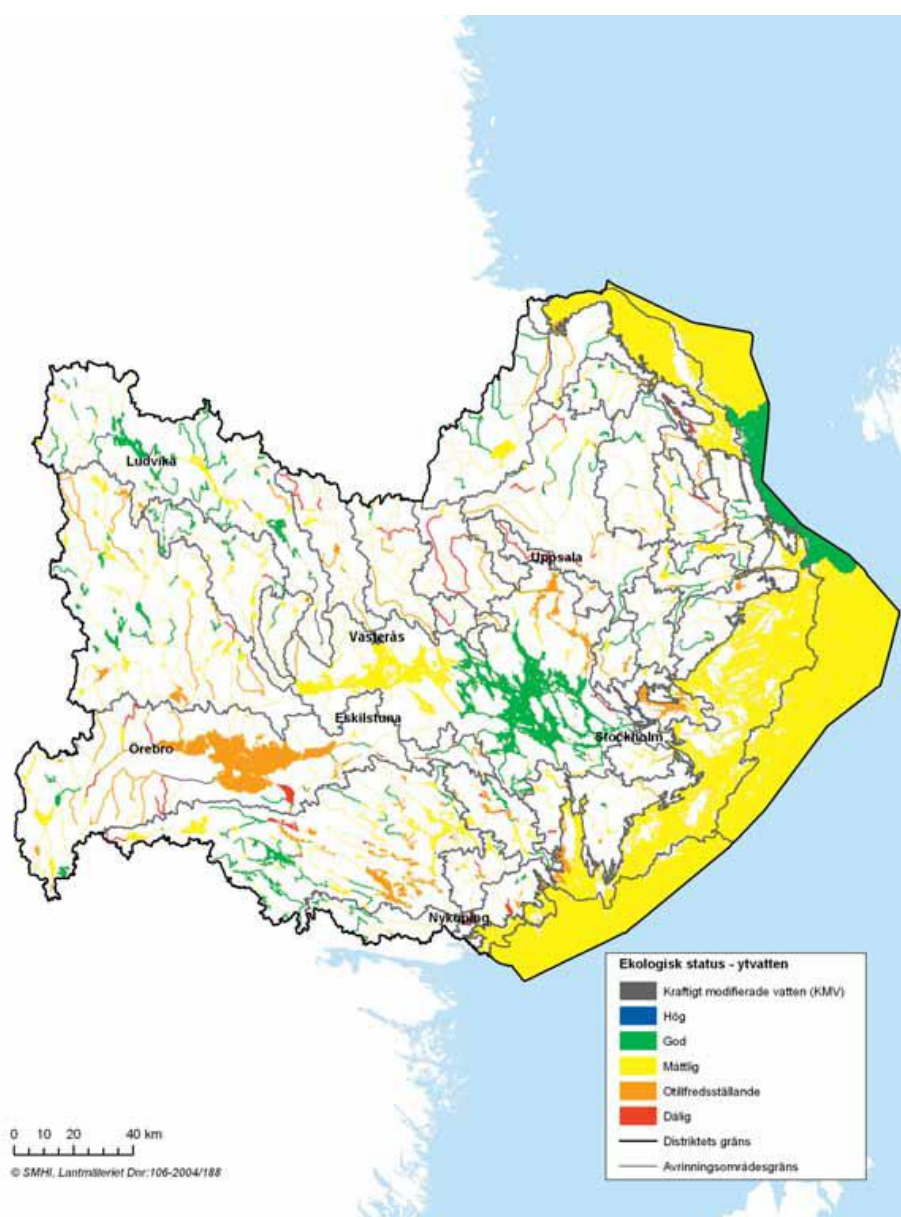 Ludvika
Uppsala
Västerås
Eskilstuna
Örebro
Stockholm
Nyköping
Ekologisk status - ytvatten
Kraftigt modifierade vatten (KMV)
Hög
God
Måttlig
Otillfredsställande
Dålig
Distriktets gräns
Avrinningsområdesgräns
0 10 20 40 km
© SMHI, Lantmäteriet Dnr:106-2004/188